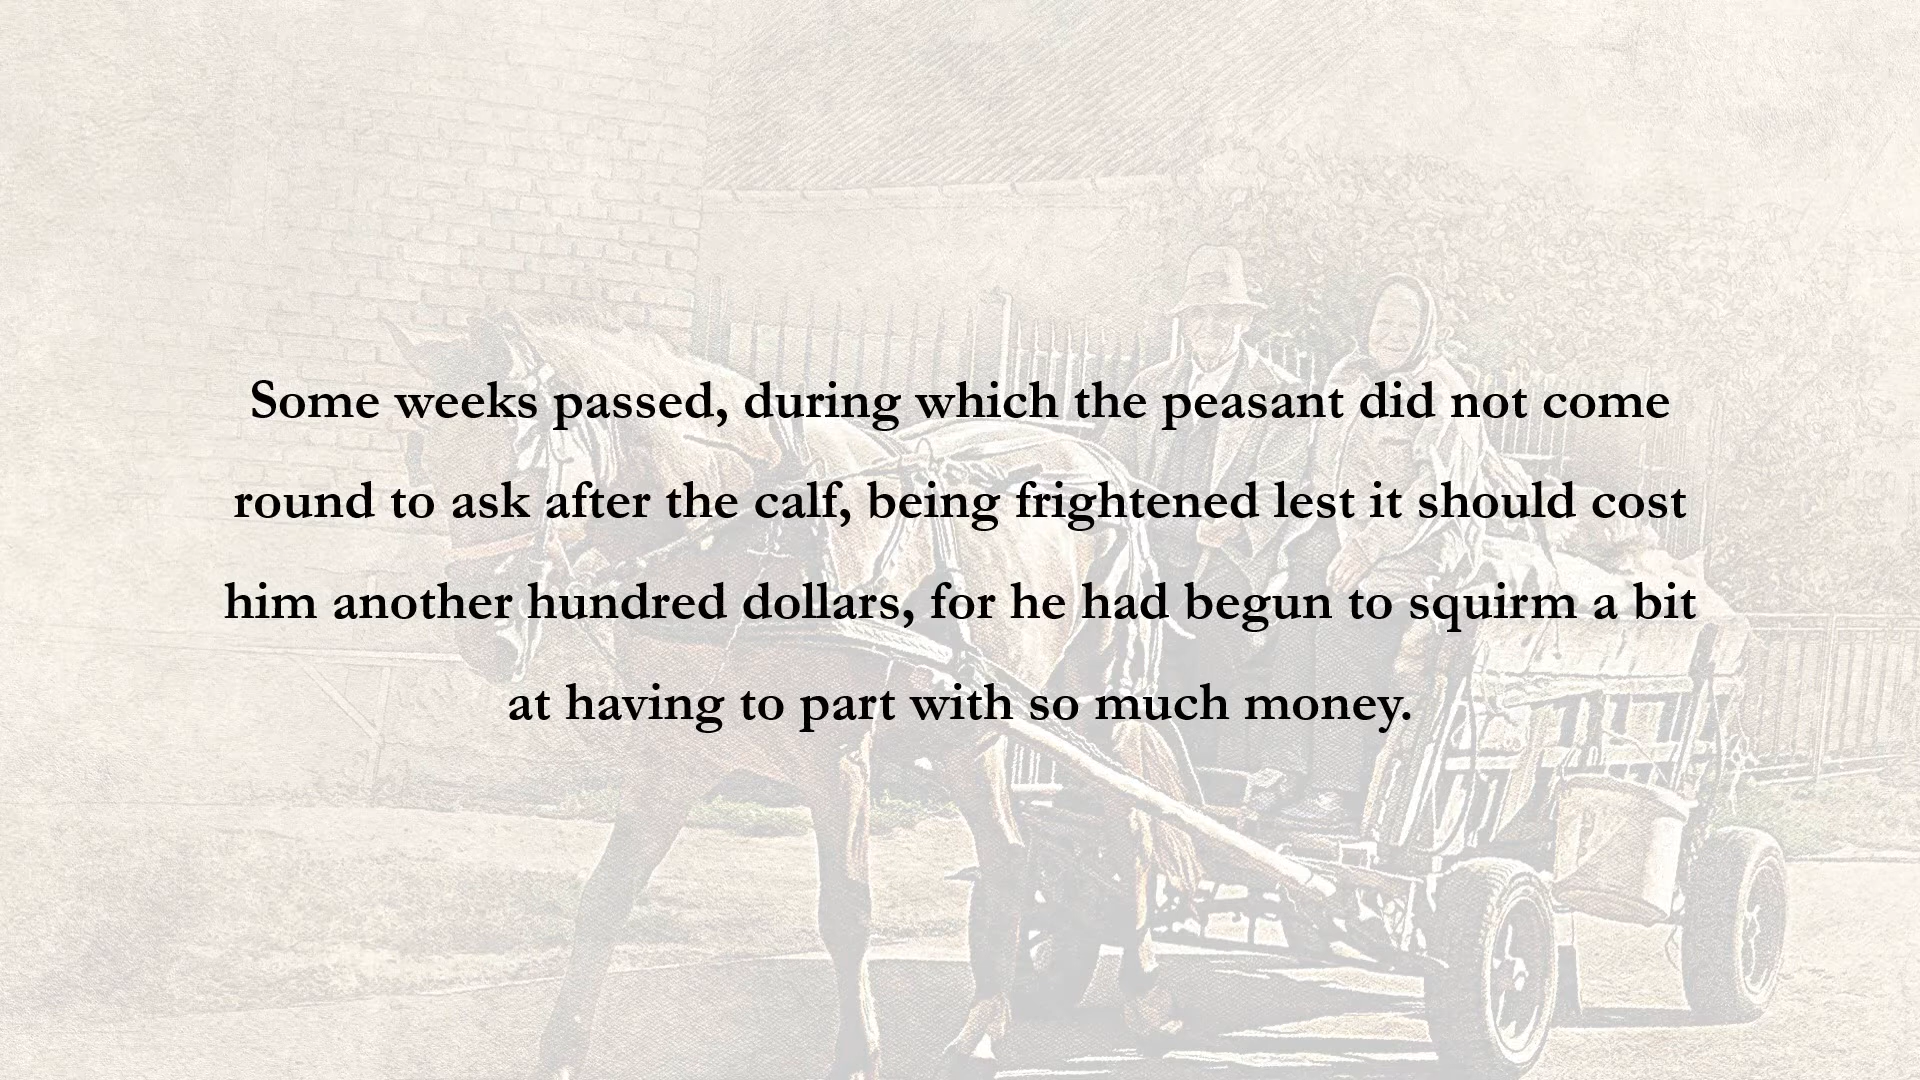 Some weeks passed, during which the peasant did not come
round to ask after the calf, being frightened lest it should cost
him another hundred dollars, for he had begun to squirm a bit
at having to part with so much money.